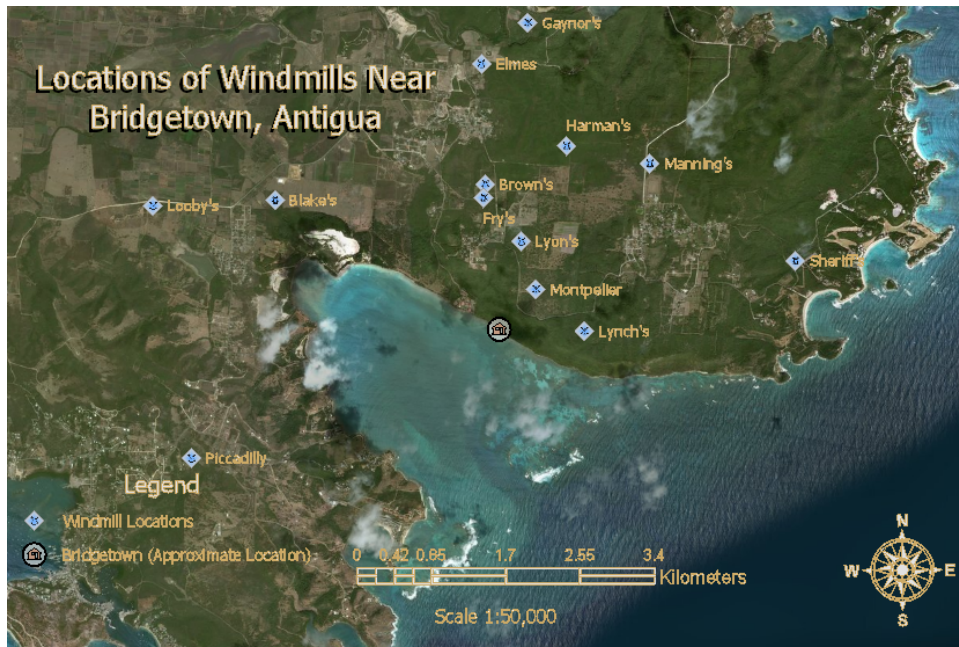 Gaynor's
Elmes
Locations of Windmills Near
Bridgetown, Antigua
Harman's
Manning's
Brown's
Looby's
Blake's
Fry's
Lyon's
Sheriff's
Montpelier
Lynch's
Piccadilly
Legend
Windmill Locations
Bridgetown (Approximate Location)
0 0.42 0.85 1.7 2.55 3.4
Kilometers
Scale 1:50,000
N
W E
S